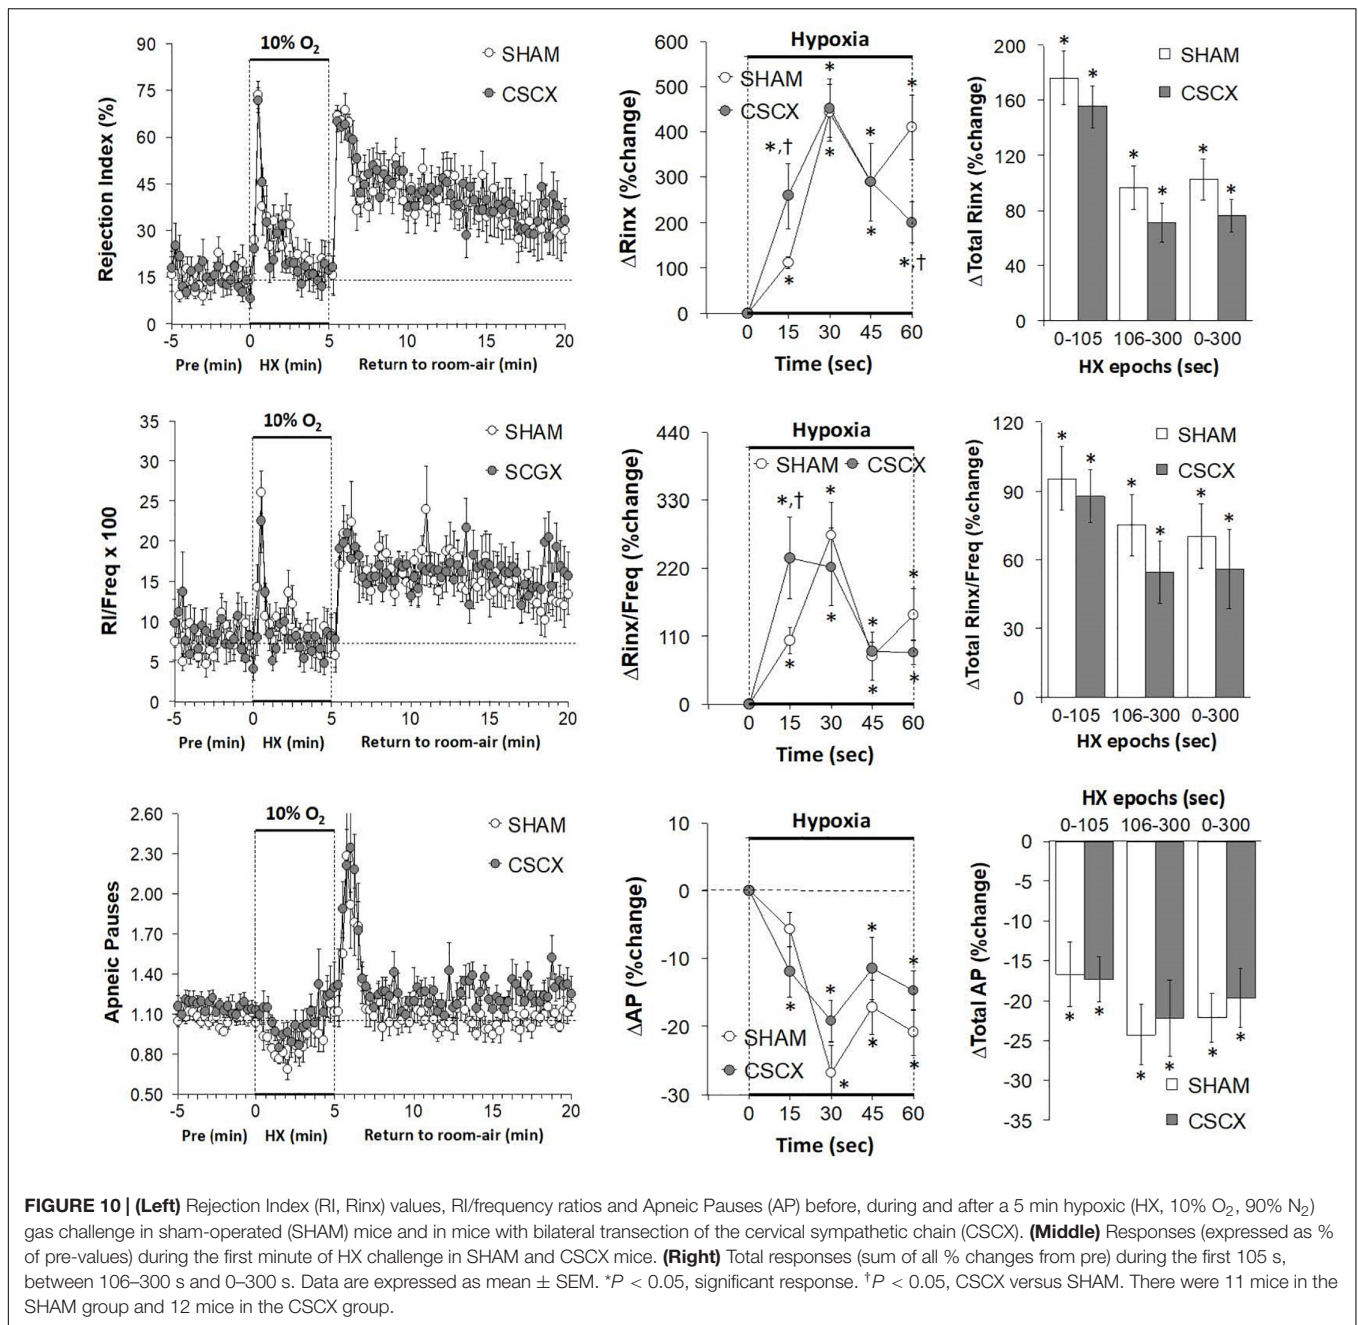 10% O2
SHAM
CSCX
Rejection Index (%)
90
75
60
45
30
15
0
-5
0
5
10
15
20
Pre (min)
HX (min)
Return to room-air (min)
Hypoxia
SHAM
CSCX
ΔRinx (%change)
600
500
400
300
200
100
0
*,†
*
*
*
*
*
*
*,†
0
15
30
45
60
Time (sec)
SHAM
CSCX
ΔTotal Rinx (%change)
200
160
120
80
40
0
*
*
*
*
*
*
0-105
106-300
0-300
HX epochs (sec)
10% O2
SHAM
SCGX
RI/Freq x 100
35
30
25
20
15
10
5
0
-5
0
5
10
15
20
Pre (min)
HX (min)
Return to room-air (min)
Hypoxia
SHAM
CSCX
ΔRinx/Freq (%change)
440
330
220
110
0
*,†
*
*
*
*
*
*
*
0
15
30
45
60
Time (sec)
SHAM
CSCX
ΔTotal Rinx/Freq (%change)
120
90
60
30
0
*
*
*
*
*
*
0-105
106-300
0-300
HX epochs (sec)
10% O2
SHAM
CSCX
Apneic Pauses
2.60
2.30
2.00
1.70
1.40
1.10
0.80
0.50
-5
0
5
10
15
20
Pre (min)
HX (min)
Return to room-air (min)
Hypoxia
ΔAP (%change)
10
0
-10
-20
-30
*
*
*
*
*
*
*
SHAM
CSCX
0
15
30
45
60
Time (sec)
HX epochs (sec)
0-105
106-300
0-300
ΔTotal AP (%change)
0
-5
-10
-15
-20
-25
-30
-35
*
*
*
*
*
*
SHAM
CSCX
FIGURE 10 | (Left) Rejection Index (RI, Rinx) values, RI/frequency ratios and Apneic Pauses (AP) before, during and after a 5 min hypoxic (HX, 10% O2, 90% N2)
gas challenge in sham-operated (SHAM) mice and in mice with bilateral transection of the cervical sympathetic chain (CSCX). (Middle) Responses (expressed as %
of pre-values) during the first minute of HX challenge in SHAM and CSCX mice. (Right) Total responses (sum of all % changes from pre) during the first 105 s,
between 106–300 s and 0–300 s. Data are expressed as mean ± SEM. *P < 0.05, significant response. †P < 0.05, CSCX versus SHAM. There were 11 mice in the
SHAM group and 12 mice in the CSCX group.